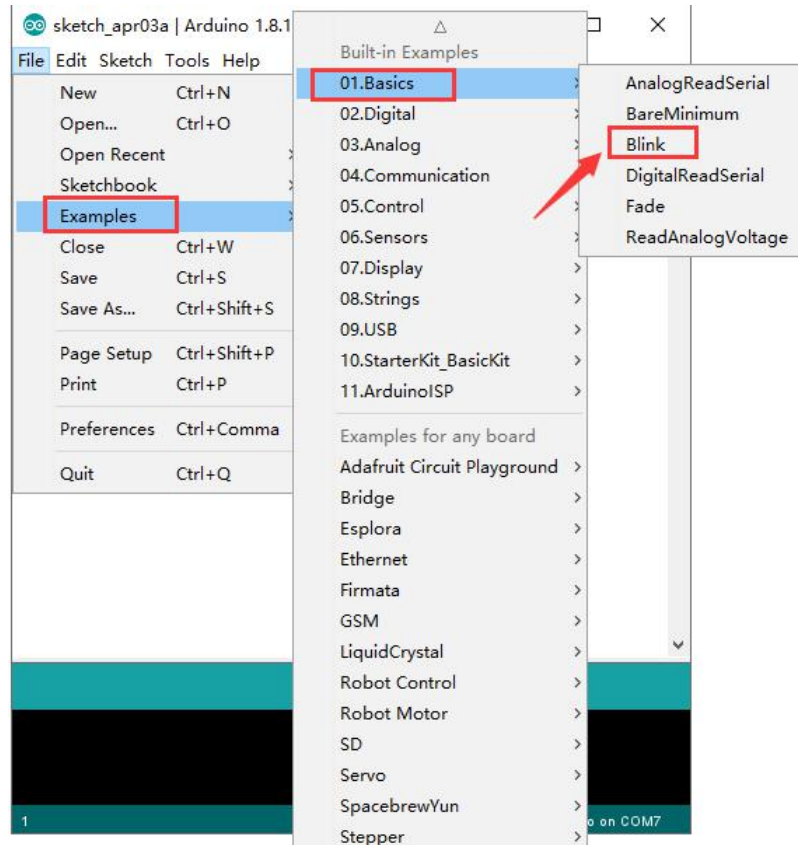 sketch_apr03a | Arduino 1.8.1
File Edit Sketch Tools Help
New Ctrl+N
Open... Ctrl+O
Open Recent
Sketchbook
Examples
Close Ctrl+W
Save Ctrl+S
Save As... Ctrl+Shift+S
Page Setup Ctrl+Shift+P
Print Ctrl+P
Preferences Ctrl+Comma
Quit Ctrl+Q
Built-in Examples
01.Basics
02.Digital
03.Analog
04.Communication
05.Control
06.Sensors
07.Display
08.Strings
09.USB
10.StarterKit_BasicKit
11.ArduinoISP
Examples for any board
Adafruit Circuit Playground
Bridge
Esplora
Ethernet
Firmata
GSM
LiquidCrystal
Robot Control
Robot Motor
SD
Servo
SpacebrewYun
Stepper
AnalogReadSerial
BareMinimum
Blink
DigitalReadSerial
Fade
ReadAnalogVoltage
1
o on COM7